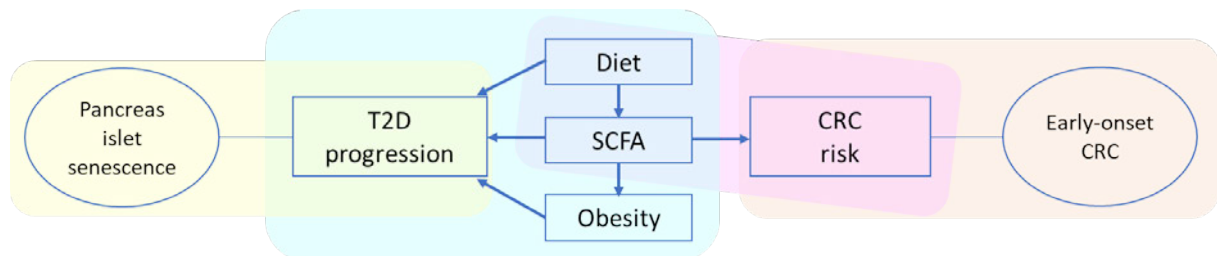 Pancreas
islet
senescence
T2D
progression
Diet
SCFA
Obesity
CRC
risk
Early-onset
CRC